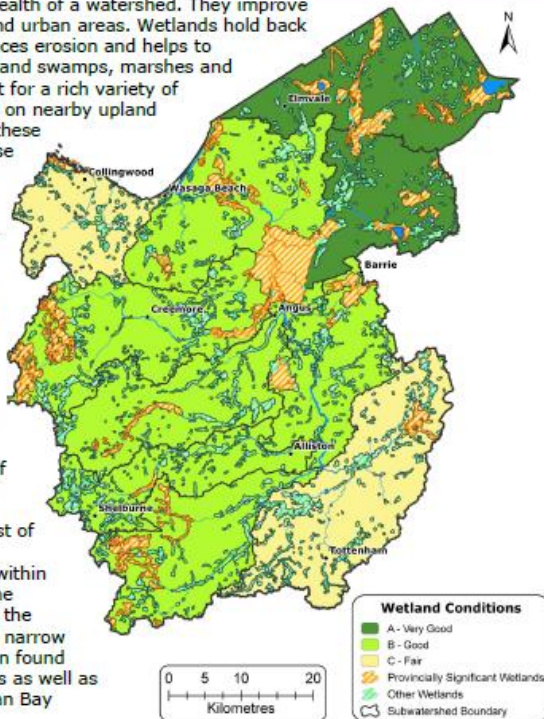 ealth of a watershed. They improve
nd urban areas. Wetlands hold back
ces erosion and helps to
and swamps, marshes and
t for a rich variety of
on nearby upland
these
se
N
Elmvale
Collingwood
Wasaga Beach
Barrie
Creemore
Angus
Alliston
f
Shelburne
st of
Tottenham
within
ne
the
narrow
n found
s as well as
an Bay
0 5 10 20
Kilometres
Wetland Conditions
A - Very Good
B - Good
C - Fair
Provincially Significant Wetlands
Other Wetlands
Subwatershed Boundary